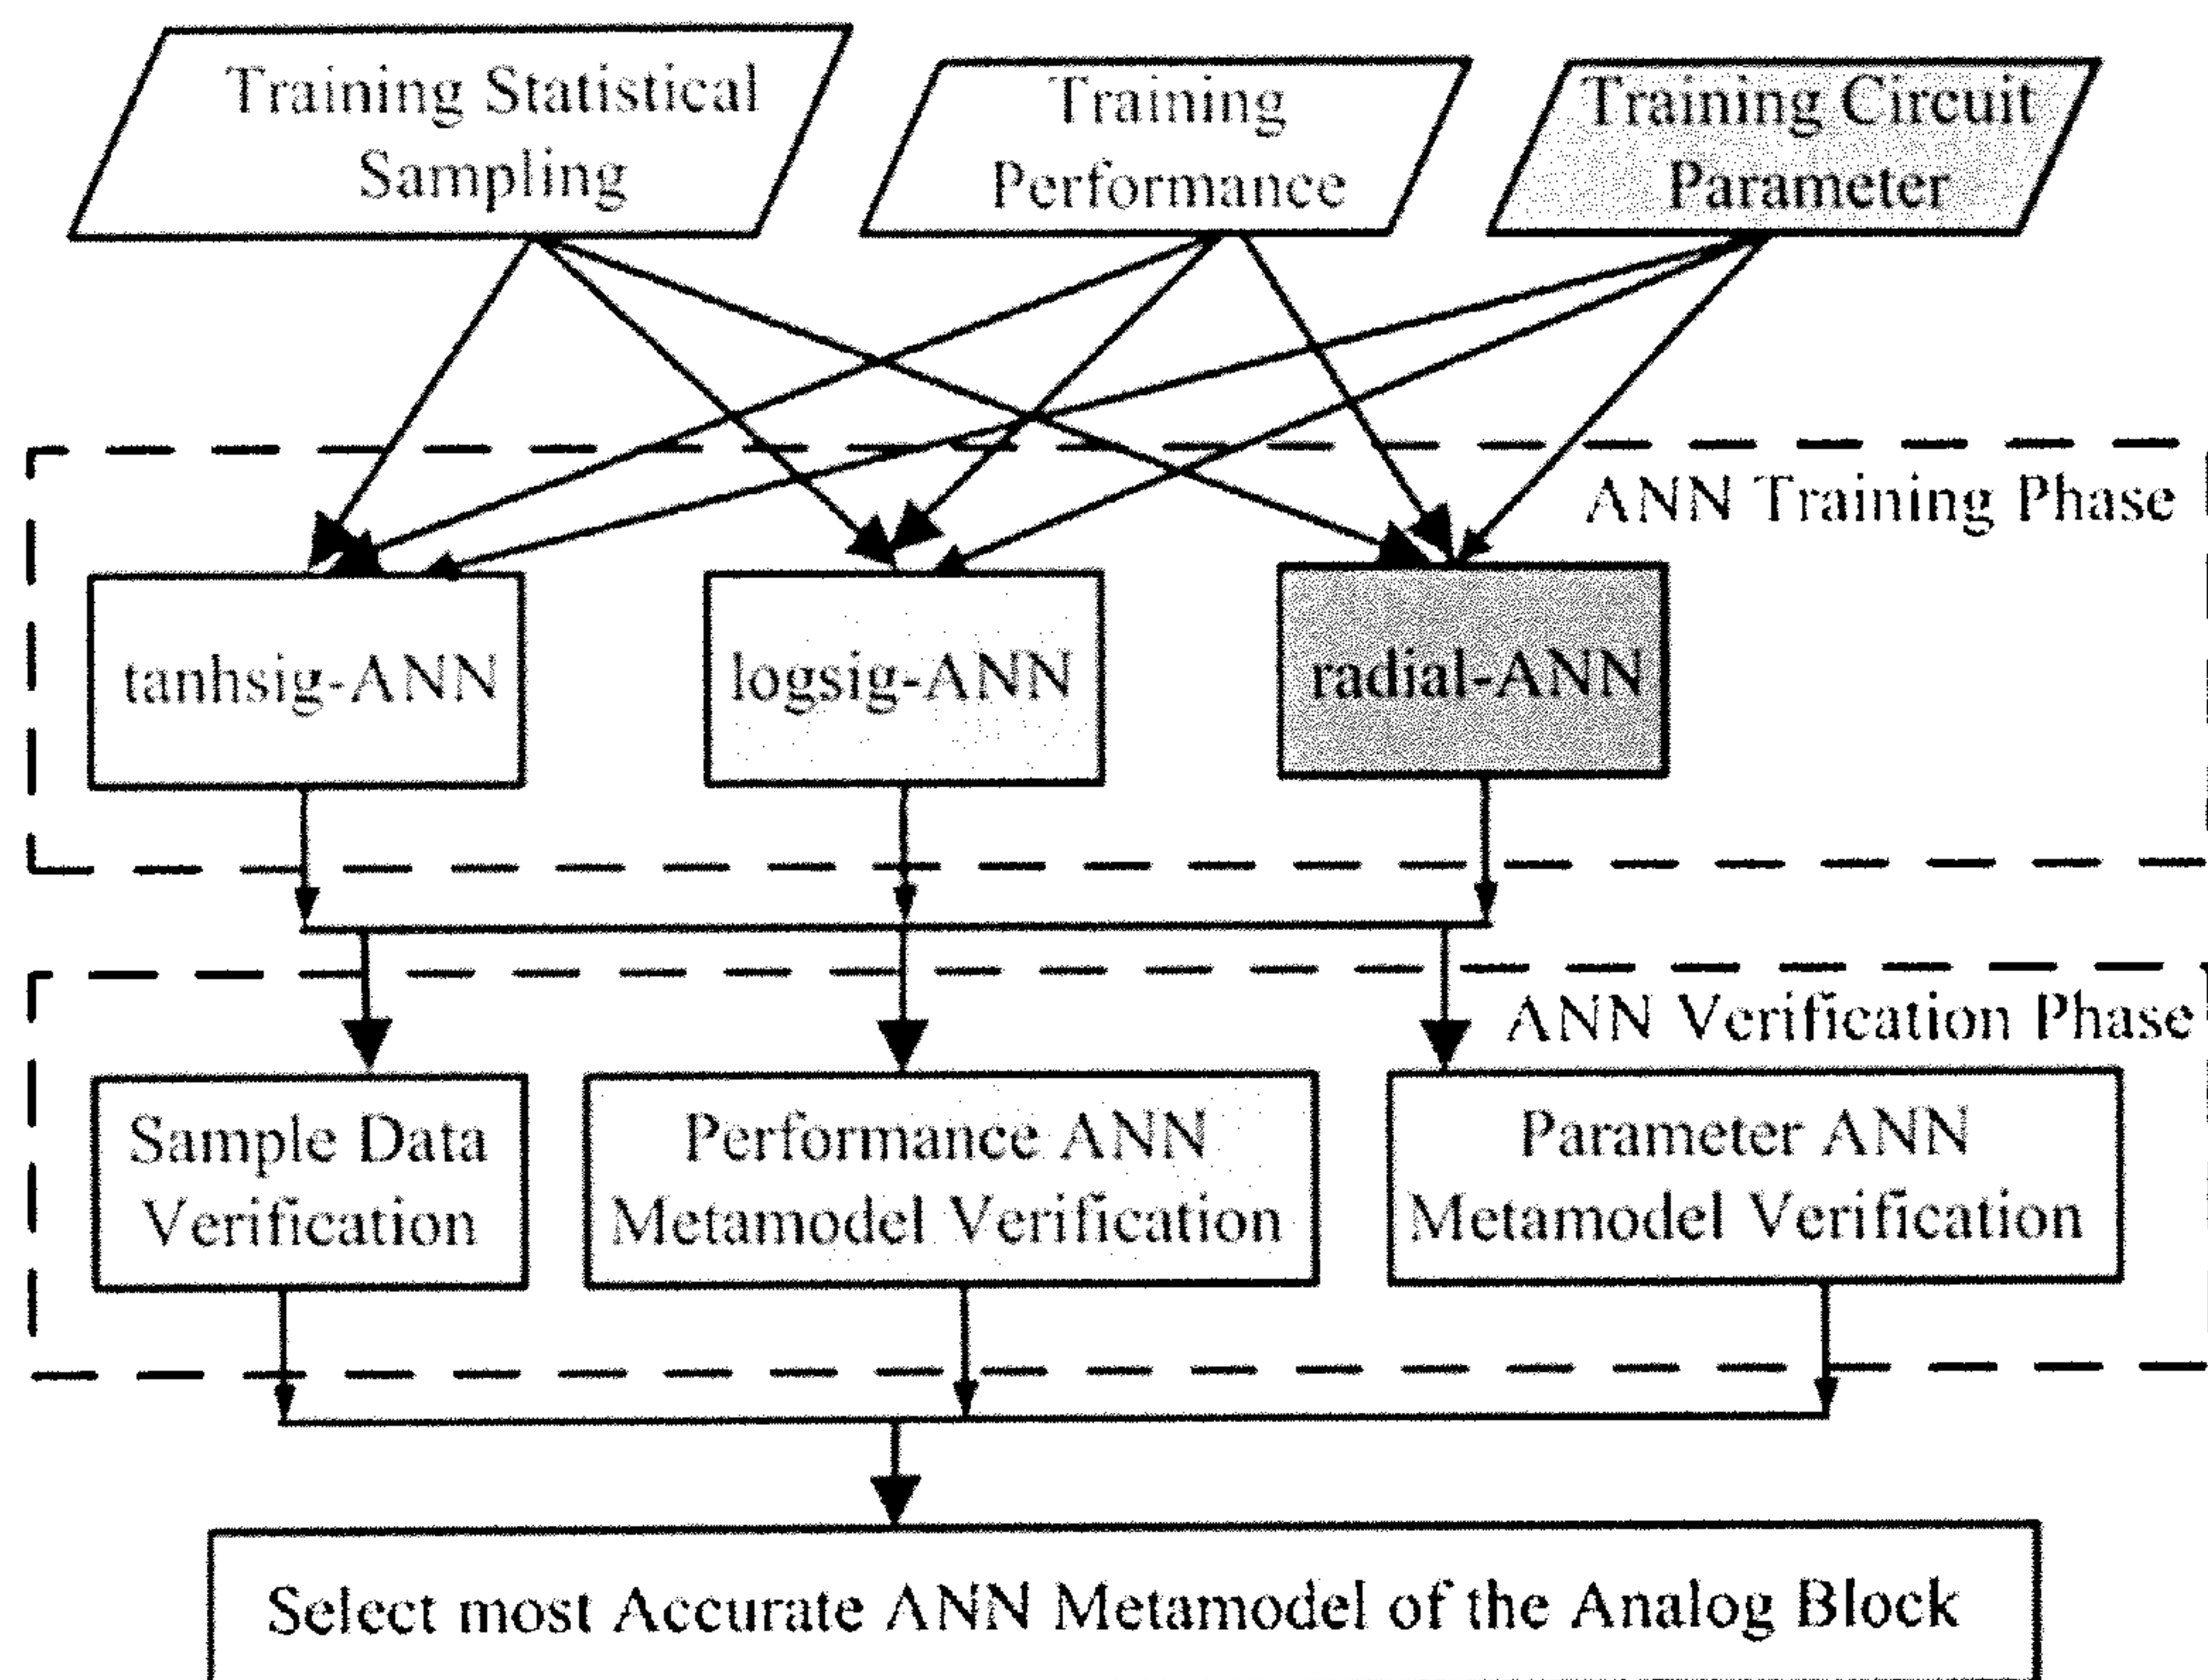 Training Statistical
Sampling
Training
Performance
Training Circuit
Parameter
ANN Training Phase
tanhsig-ANN
logsig-ANN
radial-ANN
ANN Verification Phase
Sample Data
Verification
Performance ANN
Metamodel Verification
Parameter ANN
Metamodel Verification
Select most Accurate ANN Metamodel of the Analog Block